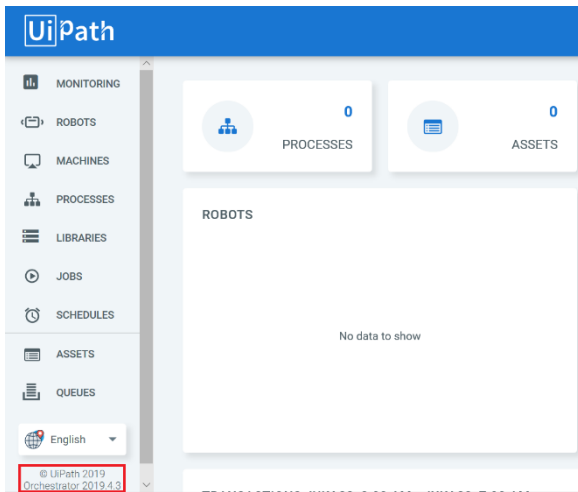 UiPath
MONITORING
ROBOTS
MACHINES
PROCESSES
LIBRARIES
JOBS
SCHEDULES
ASSETS
QUEUES
English
© UiPath 2019
Orchestrator 2019.4.3
0
PROCESSES
0
ASSETS
ROBOTS
No data to show